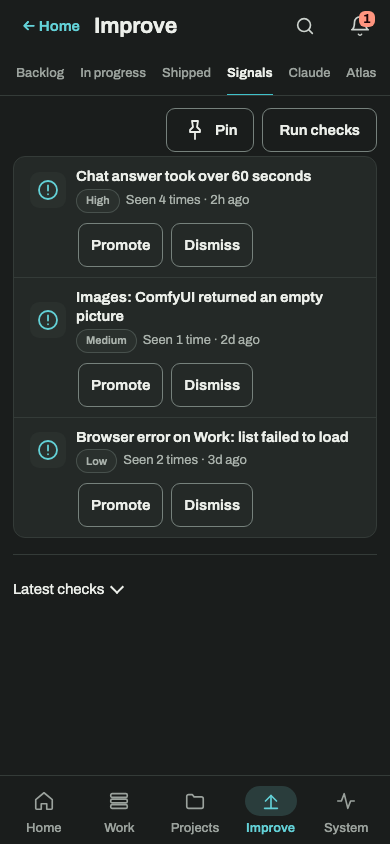 ← Home Improve 1
Backlog In progress Shipped Signals Claude Atlas
Pin Run checks
Chat answer took over 60 seconds
High Seen 4 times · 2h ago
Promote Dismiss
Images: ComfyUI returned an empty
picture
Medium Seen 1 time · 2d ago
Promote Dismiss
Browser error on Work: list failed to load
Low Seen 2 times · 3d ago
Promote Dismiss
Latest checks
Home Work Projects Improve System